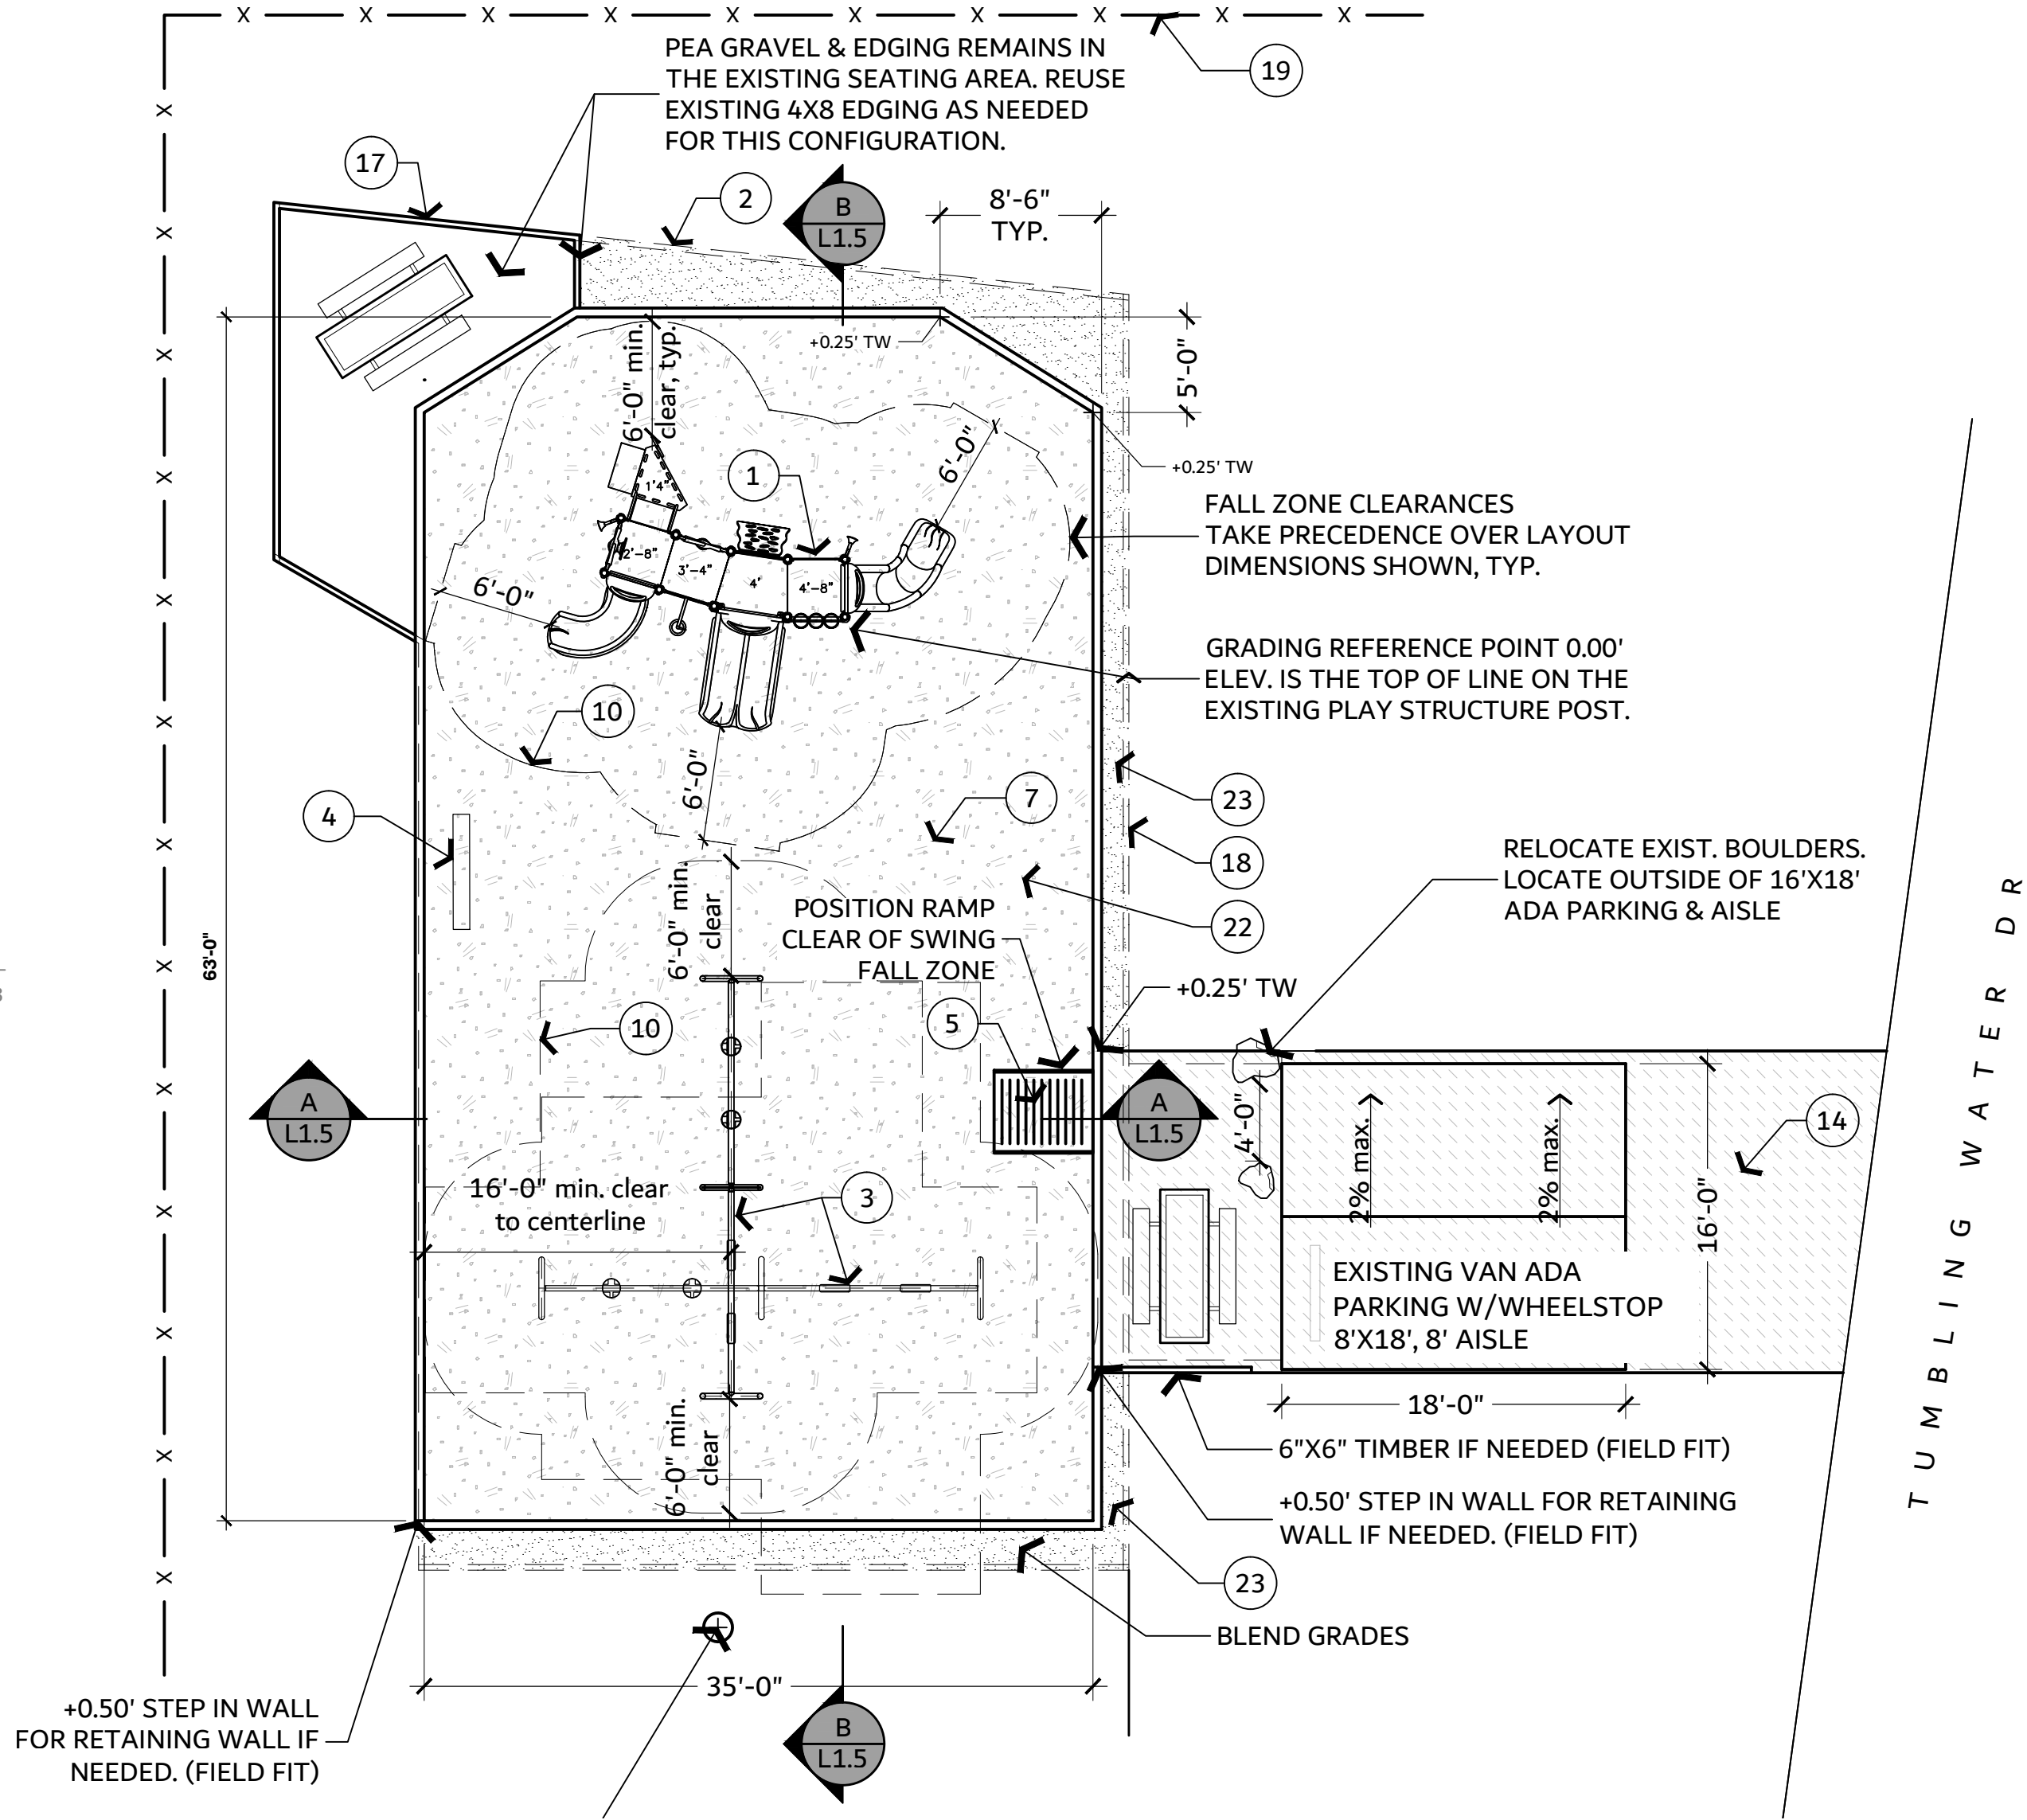 X X X X X X X X X X
19
PEA GRAVEL & EDGING REMAINS IN
THE EXISTING SEATING AREA. REUSE
EXISTING 4X8 EDGING AS NEEDED
FOR THIS CONFIGURATION.
17
2
B
L1.5
8'-6"
TYP.
X
X
X
X
X
X
X
X
X
X
X
X
X
+0.25' TW
6'-0" min.
clear, typ.
5'-0"
+0.25' TW
1
6'-0"
1'4"
2'-8"
3'-4"
4'
4'-8"
6'-0"
FALL ZONE CLEARANCES
TAKE PRECEDENCE OVER LAYOUT
DIMENSIONS SHOWN, TYP.
GRADING REFERENCE POINT 0.00'
ELEV. IS THE TOP OF LINE ON THE
EXISTING PLAY STRUCTURE POST.
10
6'-0"
7
23
4
18
22
RELOCATE EXIST. BOULDERS.
LOCATE OUTSIDE OF 16'X18'
ADA PARKING & AISLE
63'-0"
6'-0" min.
clear
POSITION RAMP
CLEAR OF SWING
FALL ZONE
+0.25' TW
5
10
A
L1.5
A
L1.5
4'-0"
2% max.
2% max.
14
16'-0"
16'-0" min. clear
to centerline
3
EXISTING VAN ADA
PARKING W/WHEELSTOP
8'X18', 8' AISLE
18'-0"
TUMBLING WATER DR
6"X6" TIMBER IF NEEDED (FIELD FIT)
6'-0" min.
clear
+0.50' STEP IN WALL FOR RETAINING
WALL IF NEEDED. (FIELD FIT)
23
BLEND GRADES
35'-0"
+0.50' STEP IN WALL
FOR RETAINING WALL IF
NEEDED. (FIELD FIT)
B
L1.5